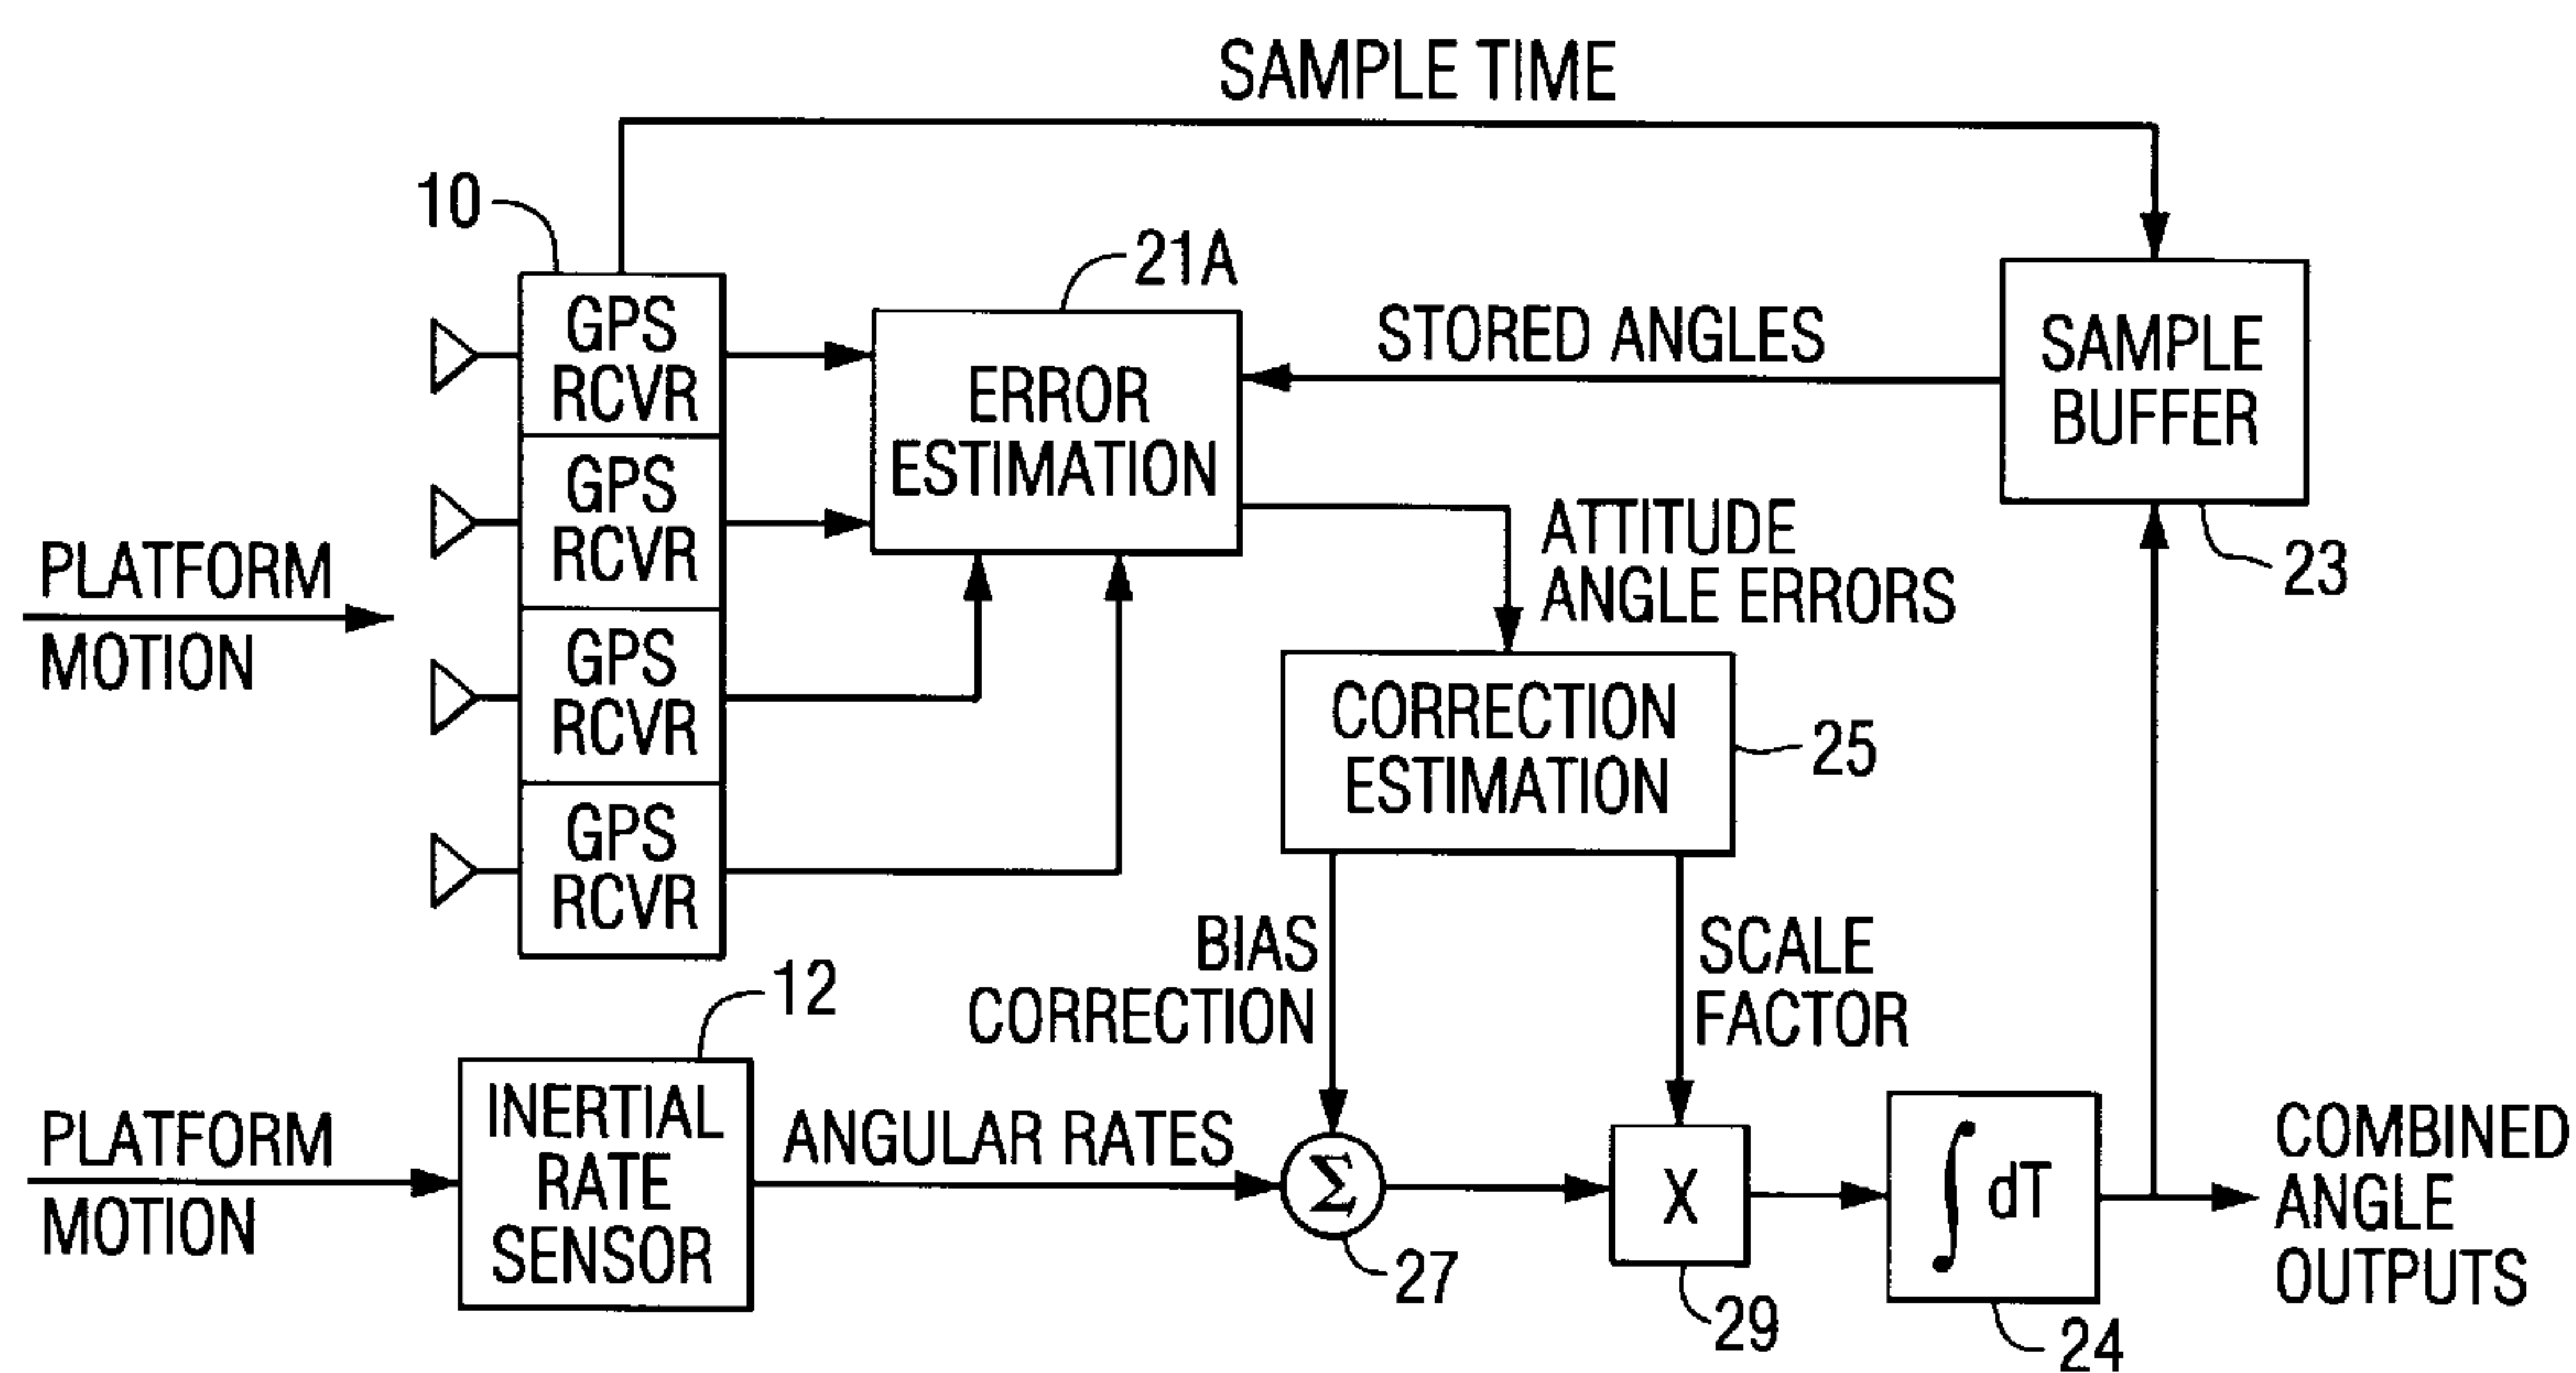 SAMPLE TIME
10
GPS
RCVR
GPS
RCVR
GPS
RCVR
GPS
RCVR
21A
ERROR
ESTIMATION
STORED ANGLES
SAMPLE
BUFFER
23
PLATFORM
MOTION
ATTITUDE
ANGLE ERRORS
CORRECTION
ESTIMATION
25
BIAS
CORRECTION
SCALE
FACTOR
12
PLATFORM
MOTION
INERTIAL
RATE
SENSOR
ANGULAR RATES
Σ
27
X
29
∫ dT
24
COMBINED
ANGLE
OUTPUTS